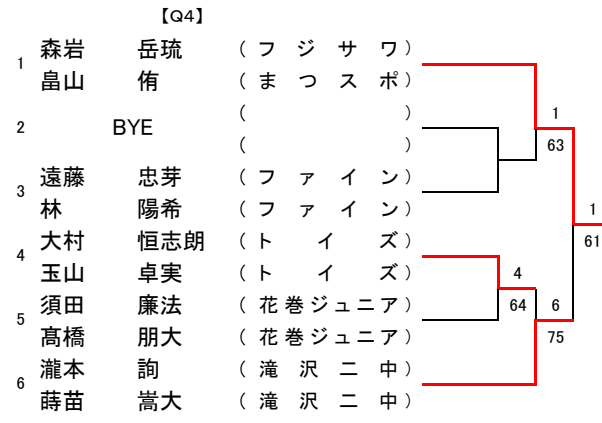 【Q4】
1 森岩 岳琉 (フジサワ)
畠山 侑 (まつスポ)
2 BYE ( )
( )
1
63
3 遠藤 忠芽 (ファイン)
林 陽希 (ファイン)
1
61
4 大村 恒志朗 (トイズ)
玉山 卓実 (トイズ)
4
64
5 須田 廉法 (花巻ジュニア)
髙橋 朋大 (花巻ジュニア)
6
75
6 瀧本 詢 (滝沢二中)
蒔苗 嵩大 (滝沢二中)